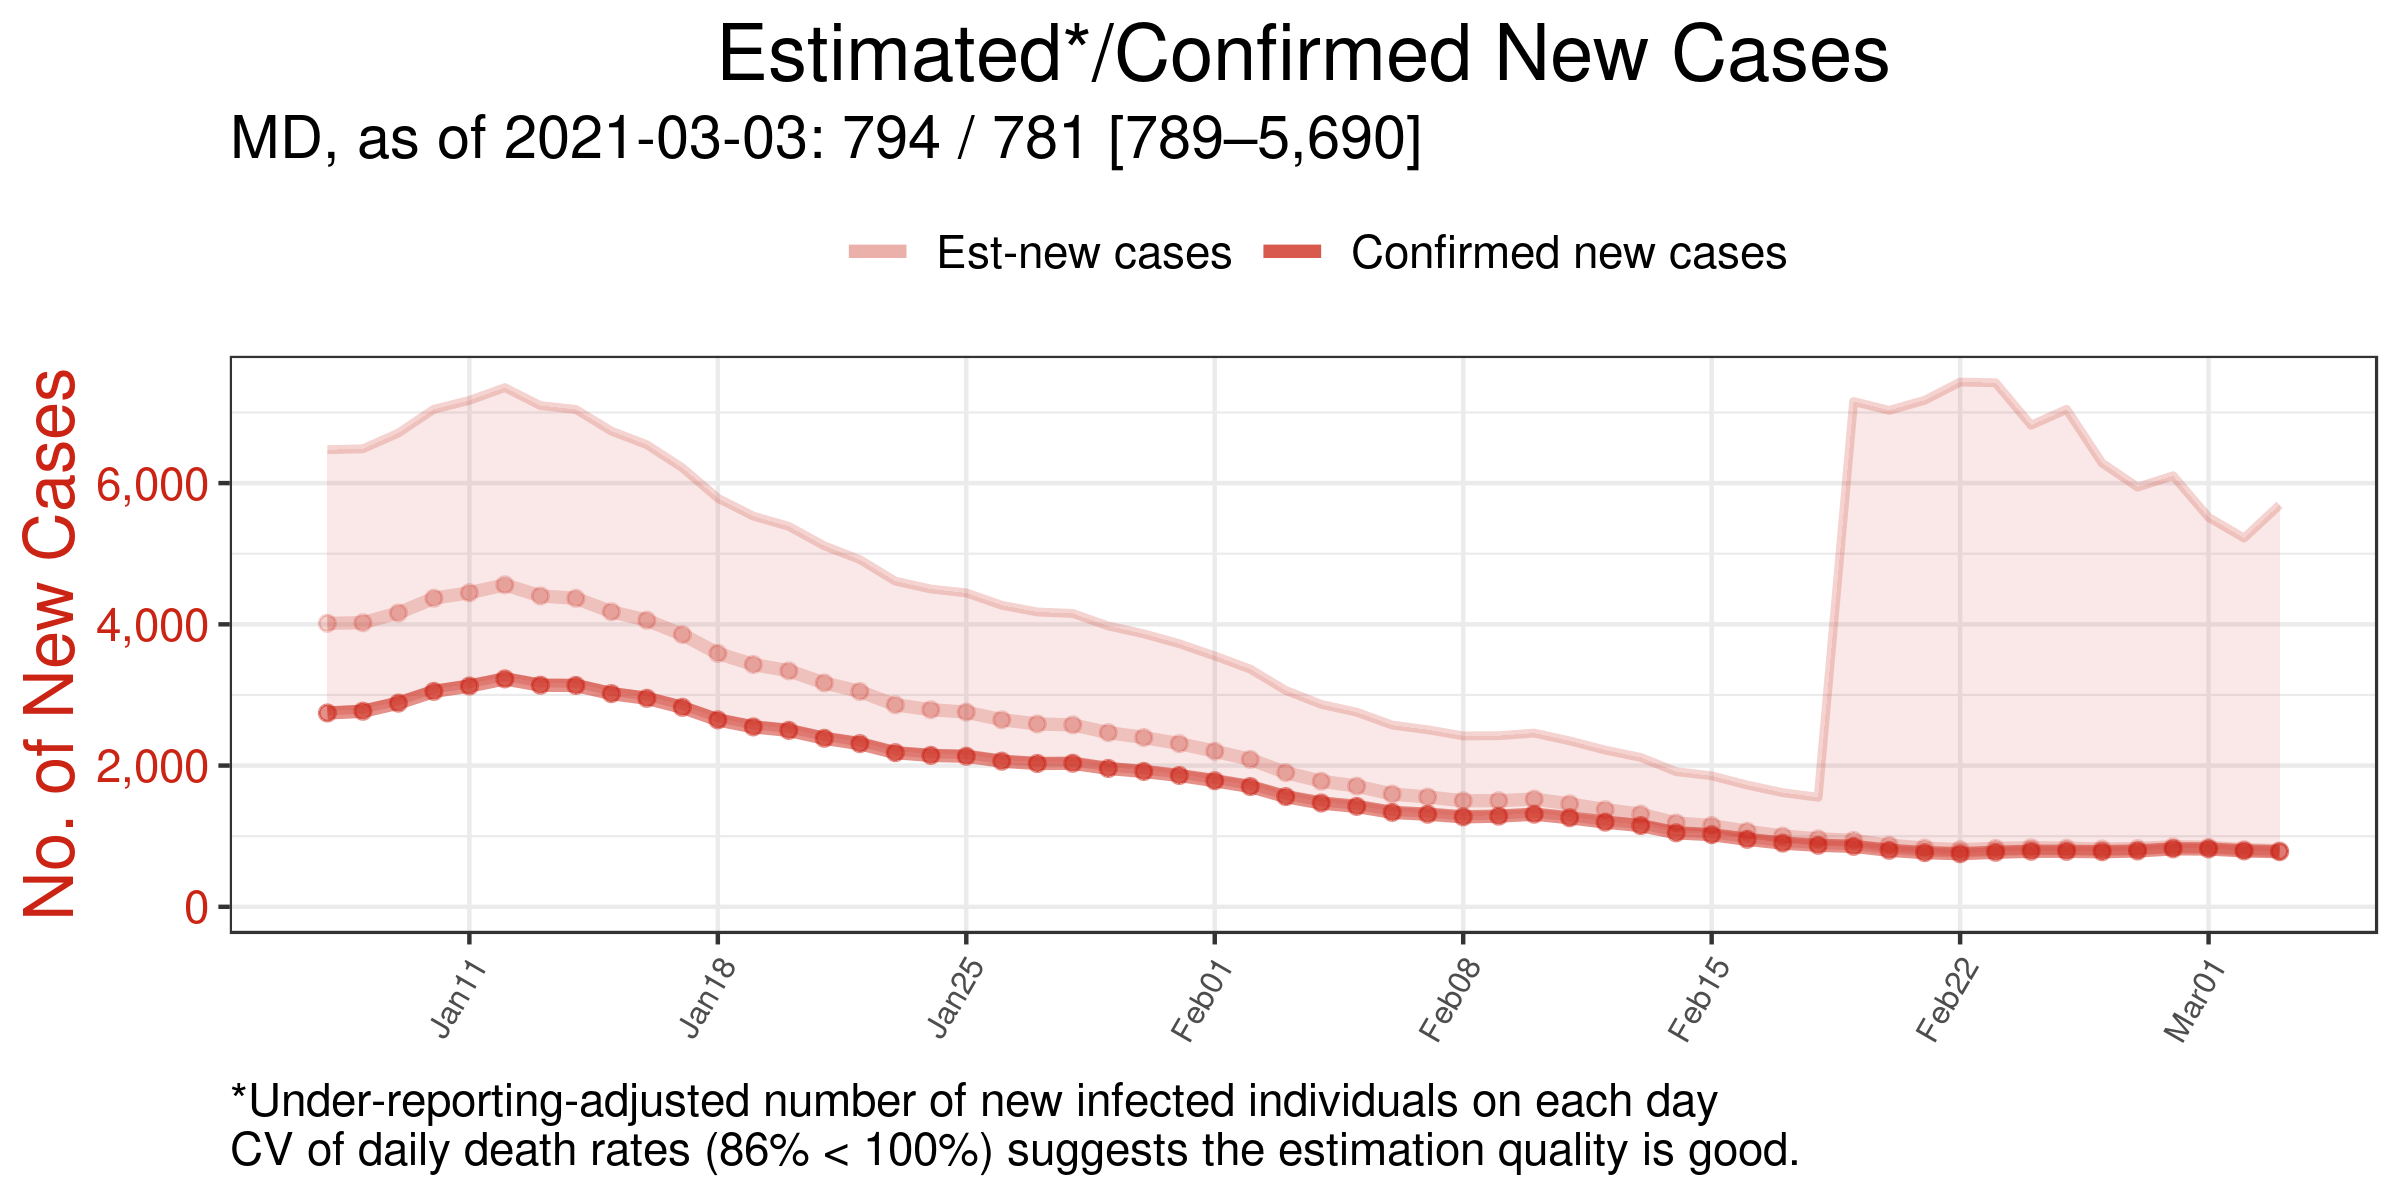 Estimated*/Confirmed New Cases
MD, as of 2021-03-03: 794 / 781 [789–5,690]
Est-new cases
Confirmed new cases
No. of New Cases
6,000
4,000
2,000
0
Jan11
Jan18
Jan25
Feb01
Feb08
Feb15
Feb22
Mar01
*Under-reporting-adjusted number of new infected individuals on each day
CV of daily death rates (86% < 100%) suggests the estimation quality is good.